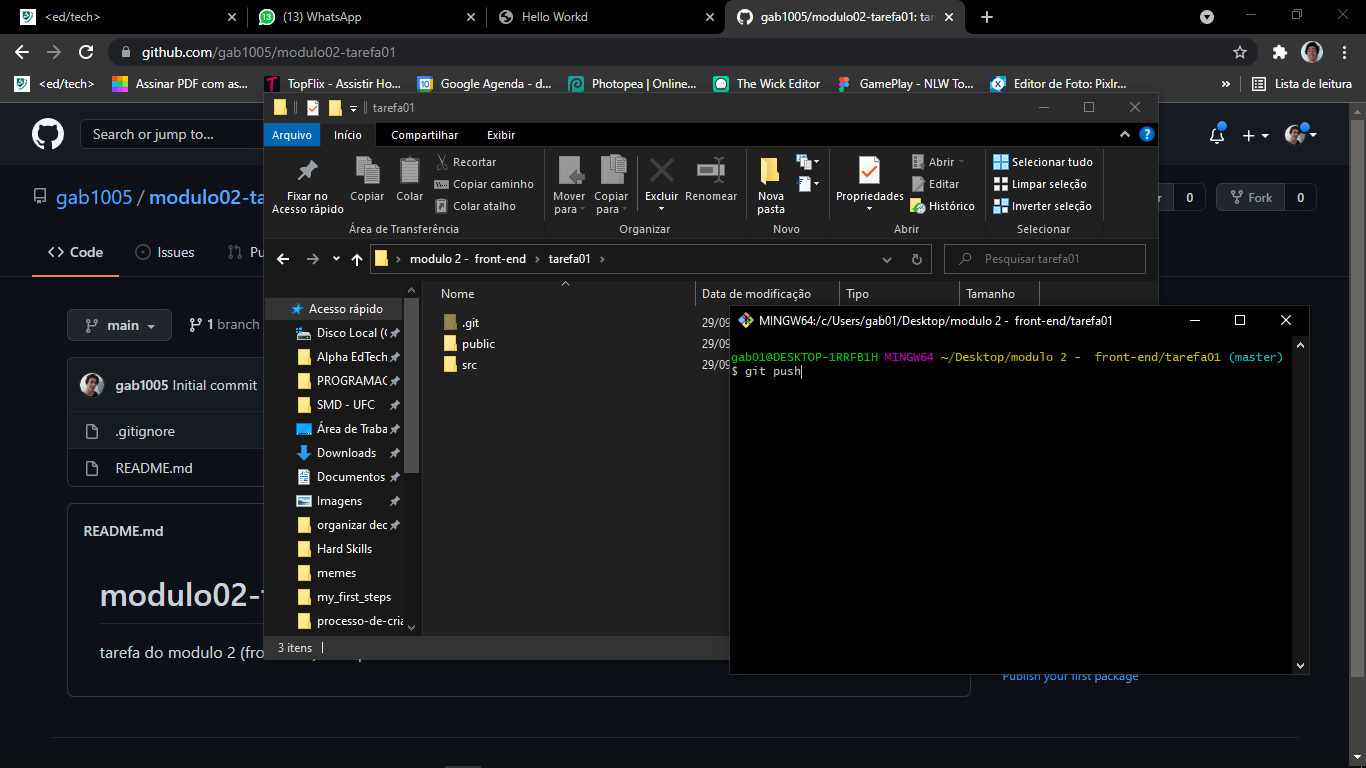 <ed/tech>
(13) WhatsApp
Hello Workd
gab1005/modulo02-tarefa01: tar
github.com/gab1005/modulo02-tarefa01
<ed/tech>
Assinar PDF com as...
TopFlix - Assistir Ho...
Google Agenda - d...
Photopea | Online...
The Wick Editor
GamePlay - NLW To...
Editor de Foto: Pixlr...
»
Lista de leitura
Search or jump to...
gab1005 / modulo02-ta
0
Fork
0
Code
Issues
Pu
main
1 branch
gab1005 Initial commit
.gitignore
README.md
README.md
modulo02-t
tarefa do modulo 2 (fro
Publish your first package
tarefa01
Arquivo
Início
Compartilhar
Exibir
Fixar no
Acesso rápido
Copiar
Colar
Recortar
Copiar caminho
Colar atalho
Mover
para
Copiar
para
Excluir
Renomear
Nova
pasta
Propriedades
Abrir
Editar
Histórico
Selecionar tudo
Limpar seleção
Inverter seleção
Área de Transferência
Organizar
Novo
Abrir
Selecionar
modulo 2 - front-end
tarefa01
Pesquisar tarefa01
Nome
Data de modificação
Tipo
Tamanho
Acesso rápido
Disco Local (C
Alpha EdTech
PROGRAMAC
SMD - UFC
Área de Traba
Downloads
Documentos
Imagens
organizar dec
Hard Skills
memes
my_first_steps
processo-de-cria
.git
29/09
public
29/09
src
29/09
3 itens
MINGW64:/c/Users/gab01/Desktop/modulo 2 - front-end/tarefa01
gab01@DESKTOP-1RRFB1H MINGW64 ~/Desktop/modulo 2 -  front-end/tarefa01 (master)
$ git push